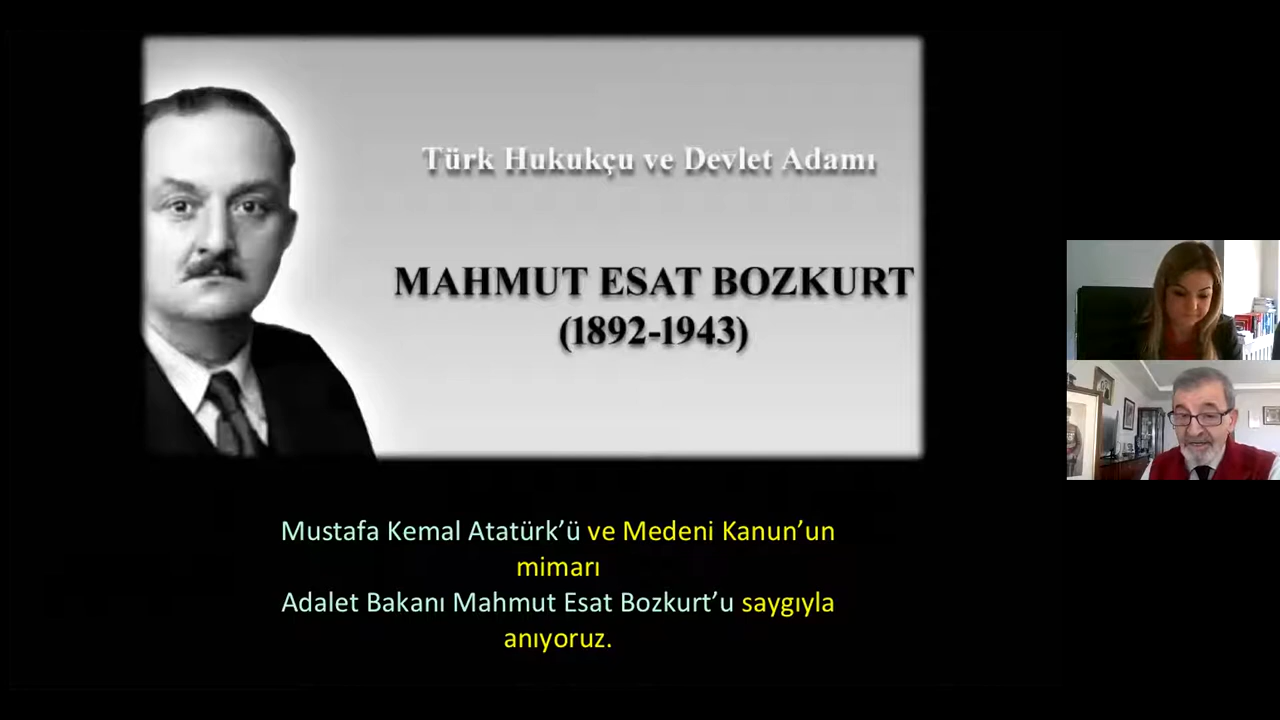 Türk Hukukçu ve Devlet Adamı
MAHMUT ESAT BOZKURT
(1892-1943)
Mustafa Kemal Atatürk’ü ve Medeni Kanun’un
mimarı
Adalet Bakanı Mahmut Esat Bozkurt’u saygıyla
anıyoruz.